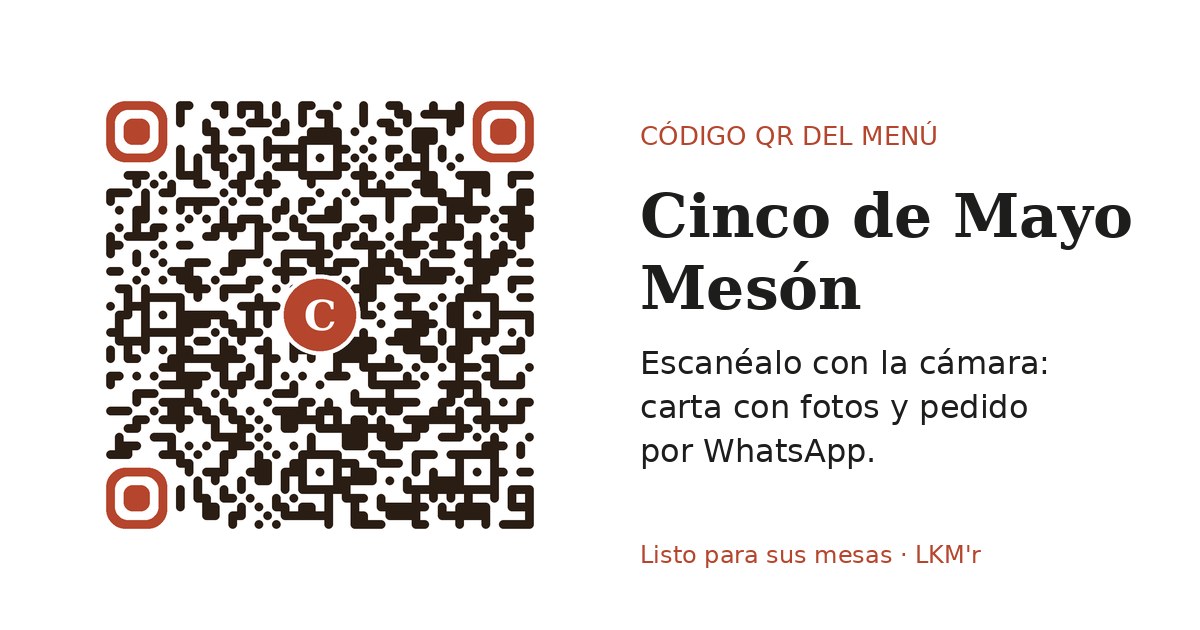 C
CÓDIGO QR DEL MENÚ
Cinco de Mayo
Mesón
Escanéalo con la cámara:
carta con fotos y pedido
por WhatsApp.
Listo para sus mesas · LKM'r